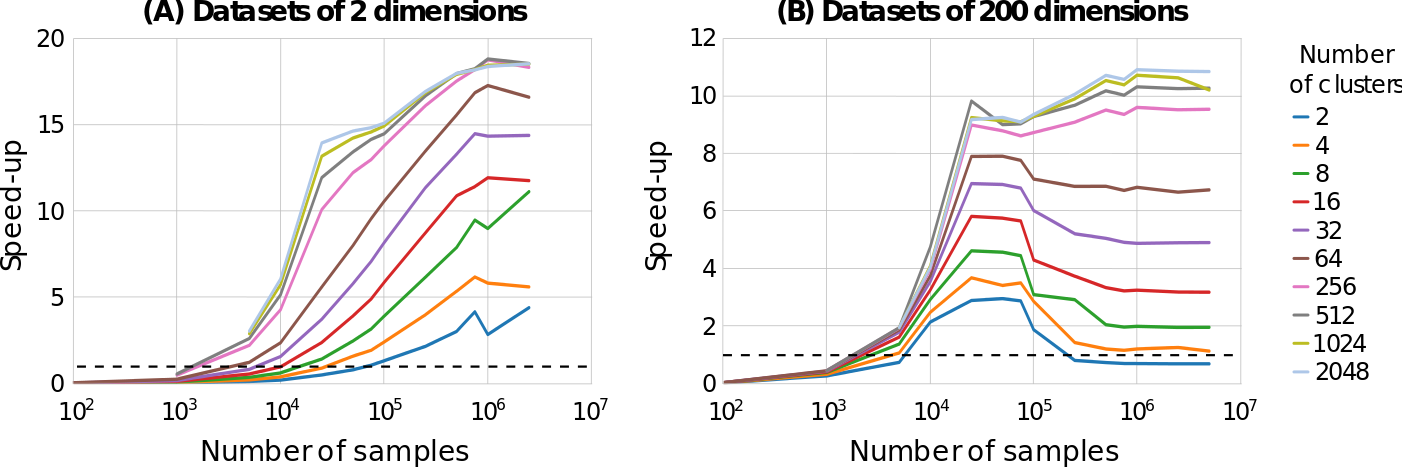 (A) Datasets of 2 dimensions
20
15
10
5
0
10² 10³ 10⁴ 10⁵ 10⁶ 10⁷
Speed-up
Number of samples
(B) Datasets of 200 dimensions
12
10
8
6
4
2
0
10² 10³ 10⁴ 10⁵ 10⁶ 10⁷
Speed-up
Number of samples
Number
of clusters
2
4
8
16
32
64
256
512
1024
2048